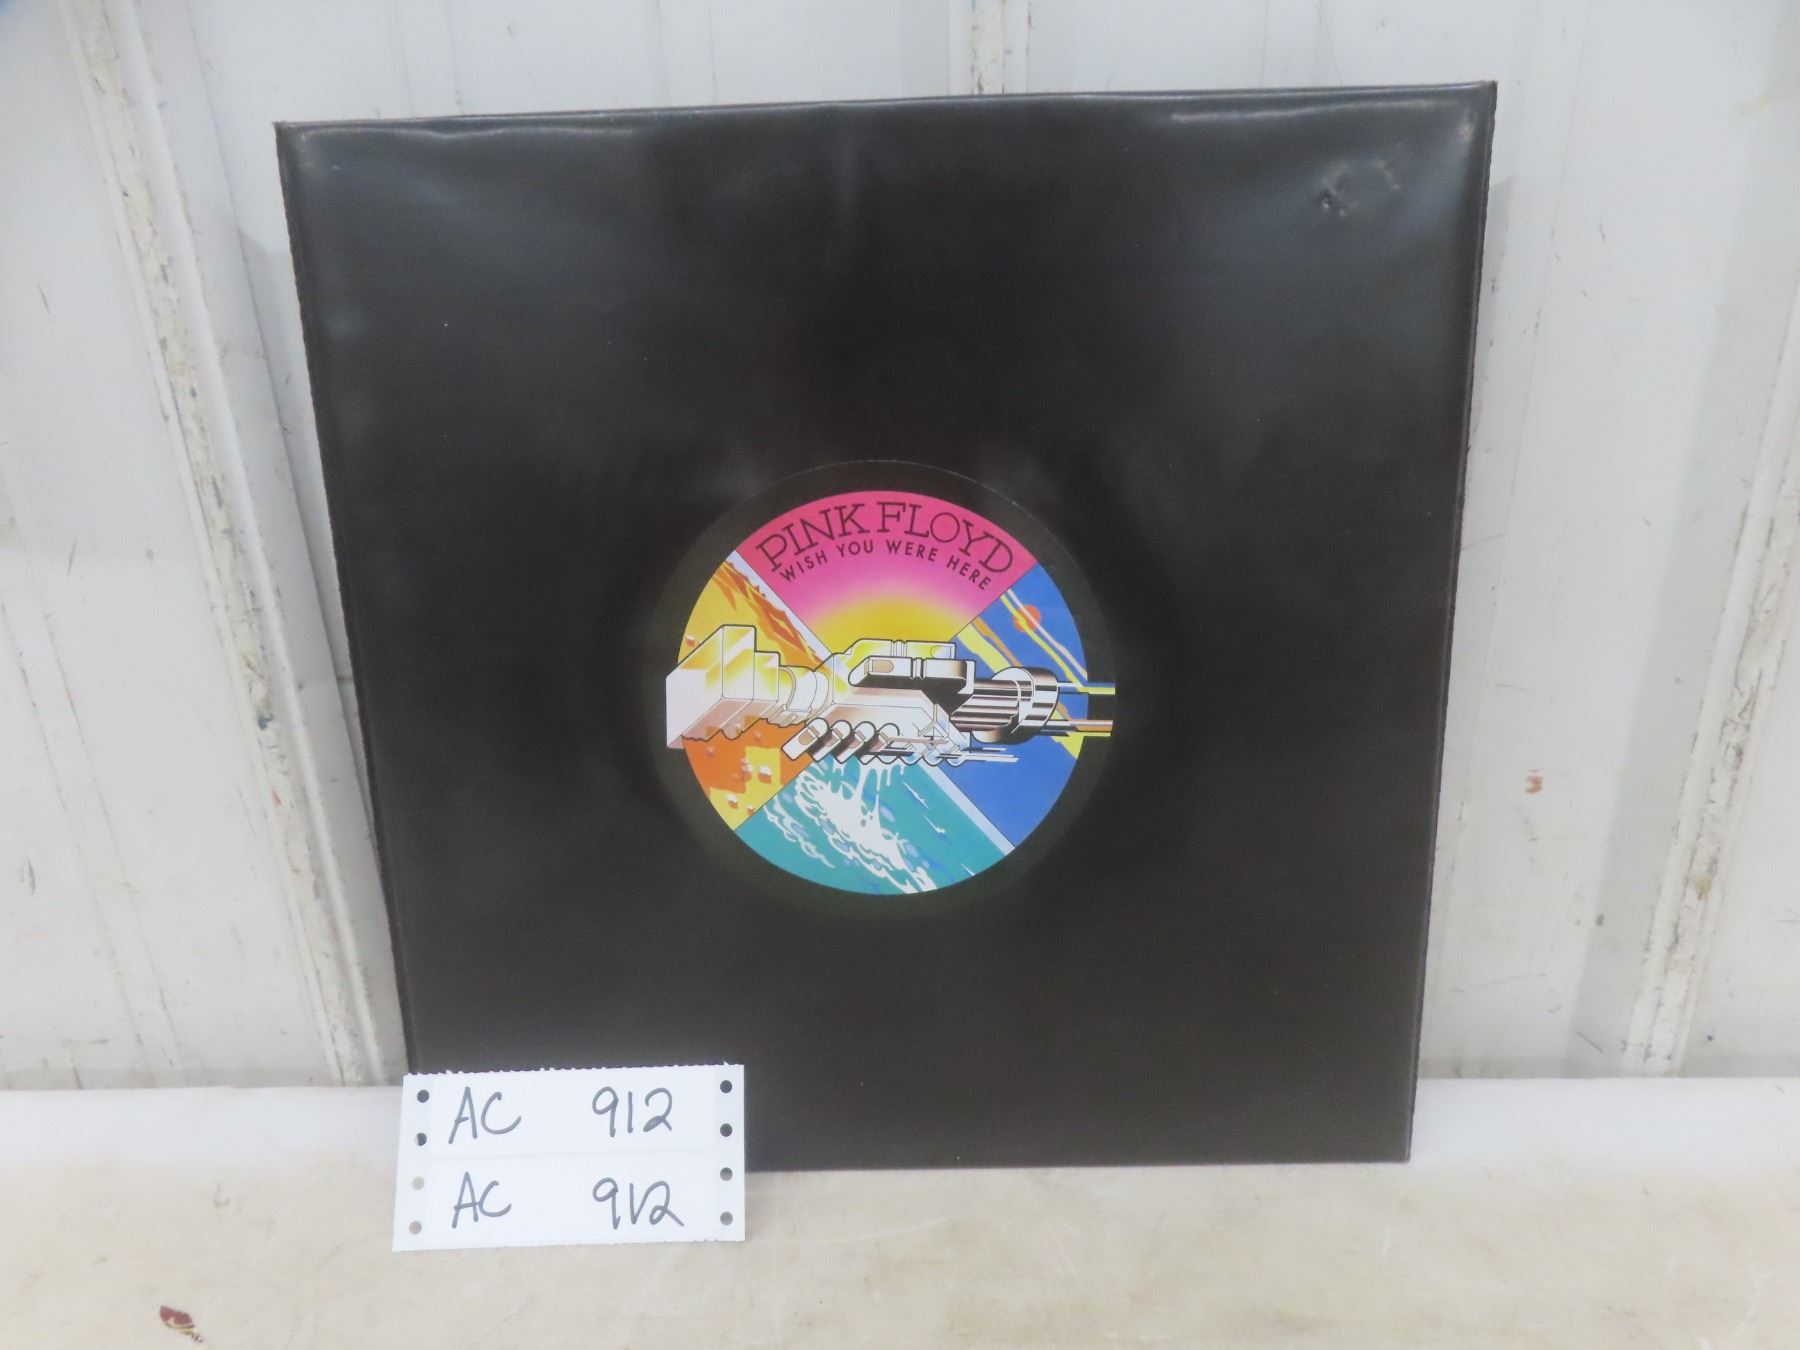 PINK FLOYD
WISH YOU WERE HERE
AC 912
AC 912